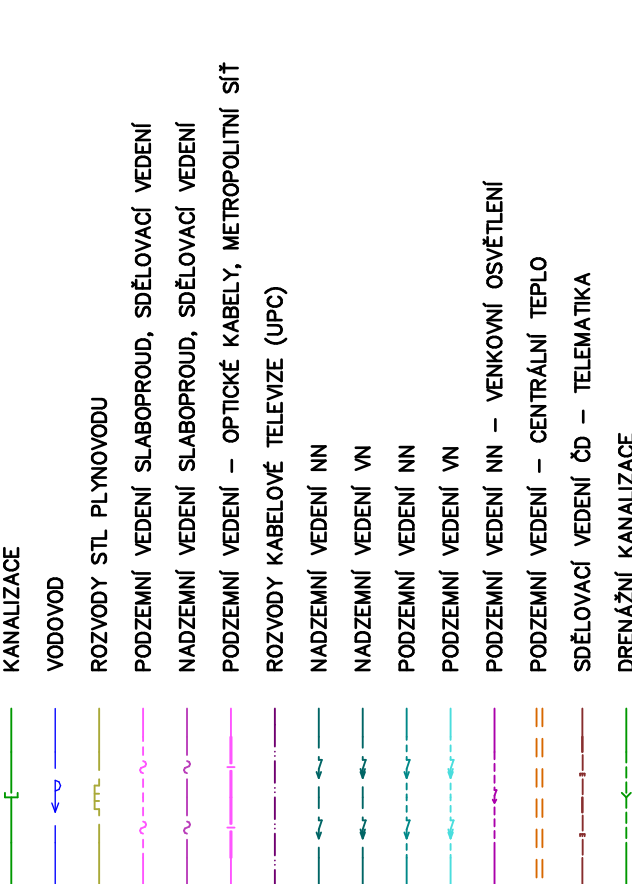 KANALIZACE
VODOVOD
ROZVODY STL PLYNOVODU
PODZEMNÍ VEDENÍ SLABOPROUD, SDĚLOVACÍ VEDENÍ
NADZEMNÍ VEDENÍ SLABOPROUD, SDĚLOVACÍ VEDENÍ
PODZEMNÍ VEDENÍ – OPTICKÉ KABELY, METROPOLITNÍ SÍŤ
ROZVODY KABELOVÉ TELEVIZE (UPC)
NADZEMNÍ VEDENÍ NN
NADZEMNÍ VEDENÍ VN
PODZEMNÍ VEDENÍ NN
PODZEMNÍ VEDENÍ VN
PODZEMNÍ VEDENÍ NN – VENKOVNÍ OSVĚTLENÍ
PODZEMNÍ VEDENÍ – CENTRÁLNÍ TEPLO
SDĚLOVACÍ VEDENÍ ČD – TELEMATIKA
DRENÁŽNÍ KANALIZACE